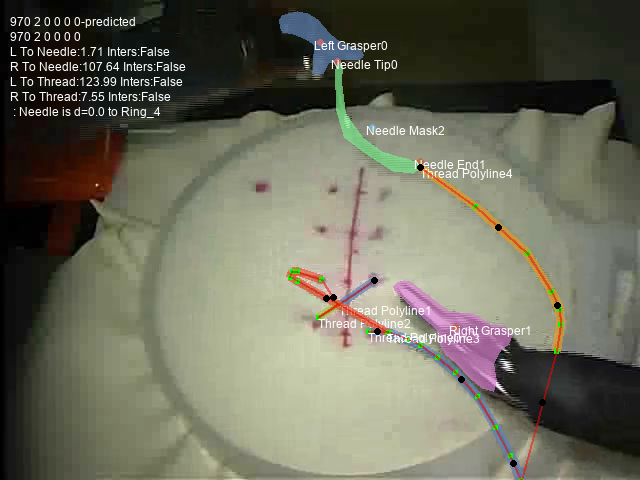 970 2 0 0 0 0-predicted
970 2 0 0 0 0
L To Needle:1.71 Inters:False
R To Needle:107.64 Inters:False
L To Thread:123.99 Inters:False
R To Thread:7.55 Inters:False
: Needle is d=0.0 to Ring_4
Left Grasper0
Needle Tip0
Needle Mask2
Needle End1
Thread Polyline4
Thread Polyline1
Thread Polyline2
Right Grasper1
Thread Polyline3